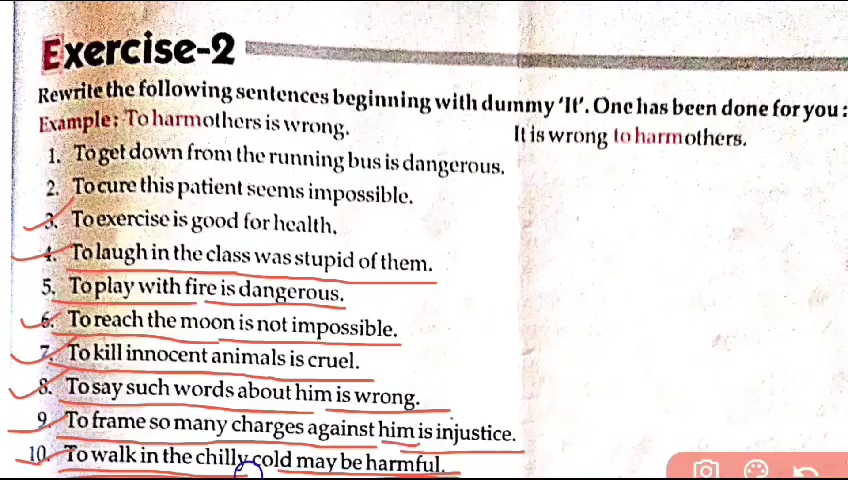 Exercise-2
Rewrite the following sentences beginning with dummy 'It'. One has been done for you :
Example: To harm others is wrong. It is wrong to harm others.
1. To get down from the running bus is dangerous.
2. To cure this patient seems impossible.
3. To exercise is good for health.
4. To laugh in the class was stupid of them.
5. To play with fire is dangerous.
6. To reach the moon is not impossible.
7. To kill innocent animals is cruel.
8. To say such words about him is wrong.
9 To frame so many charges against him is injustice.
10. To walk in the chilly cold may be harmful.